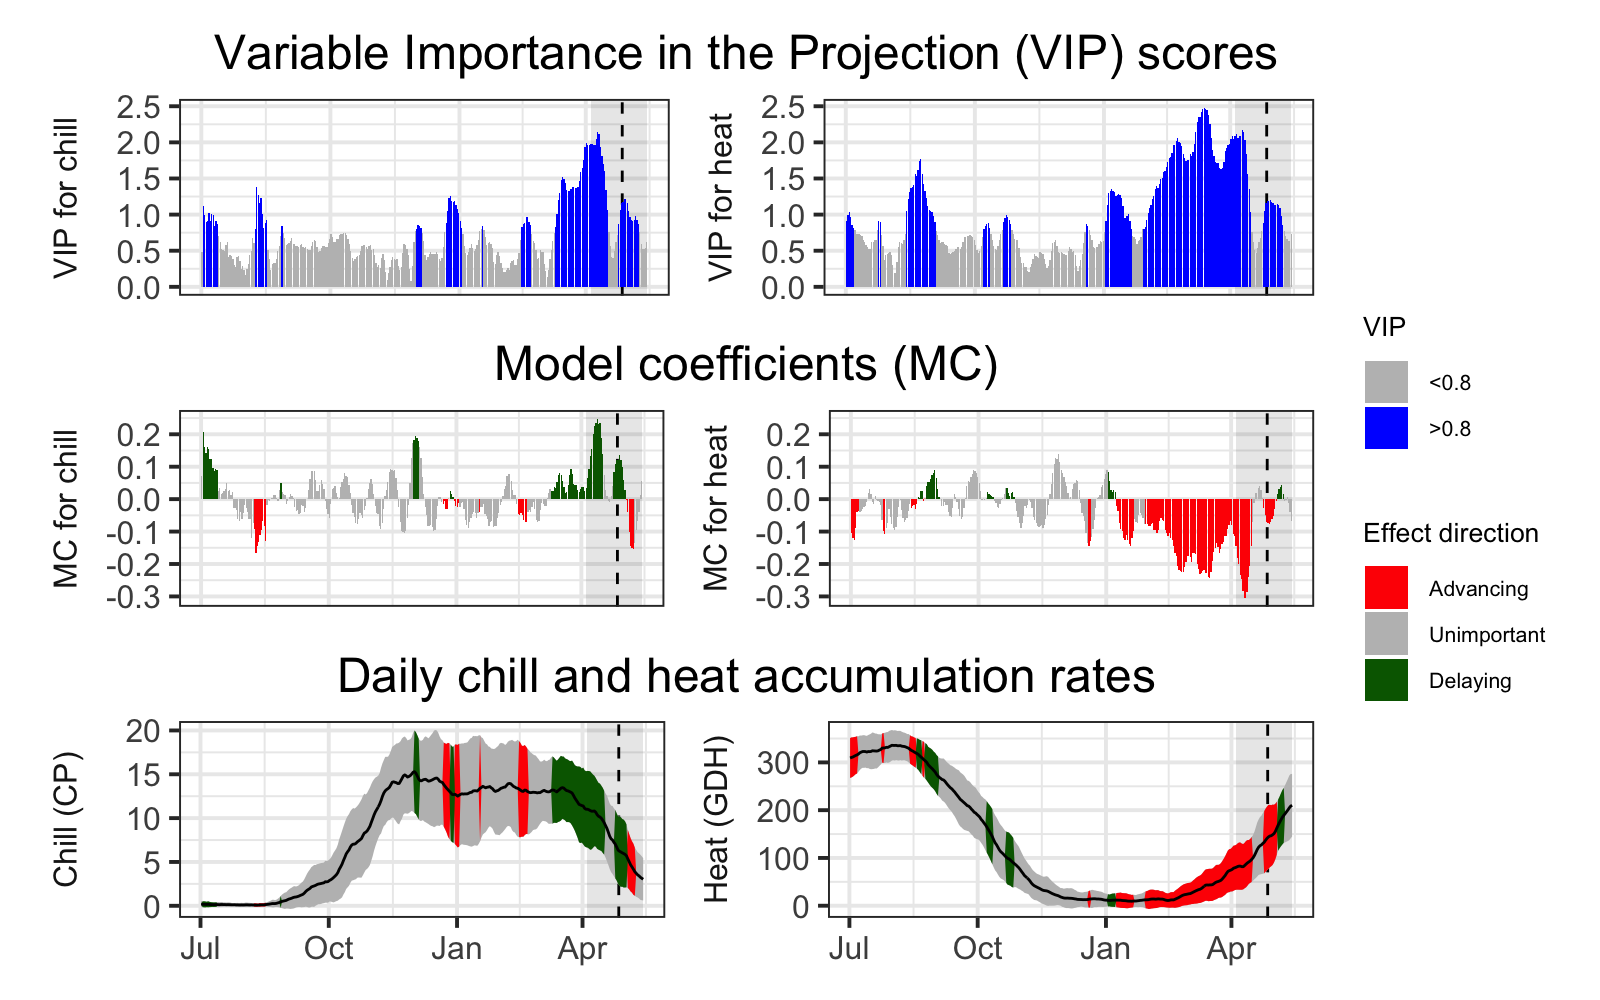 Variable Importance in the Projection (VIP) scores
VIP for chill
2.5
2.0
1.5
1.0
0.5
0.0
VIP for heat
2.5
2.0
1.5
1.0
0.5
0.0
Model coefficients (MC)
MC for chill
0.2
0.1
0.0
-0.1
-0.2
-0.3
MC for heat
0.2
0.1
0.0
-0.1
-0.2
-0.3
Daily chill and heat accumulation rates
Chill (CP)
20
15
10
5
0
Jul Oct Jan Apr
Heat (GDH)
300
200
100
0
Jul Oct Jan Apr
VIP
<0.8
>0.8
Effect direction
Advancing
Unimportant
Delaying